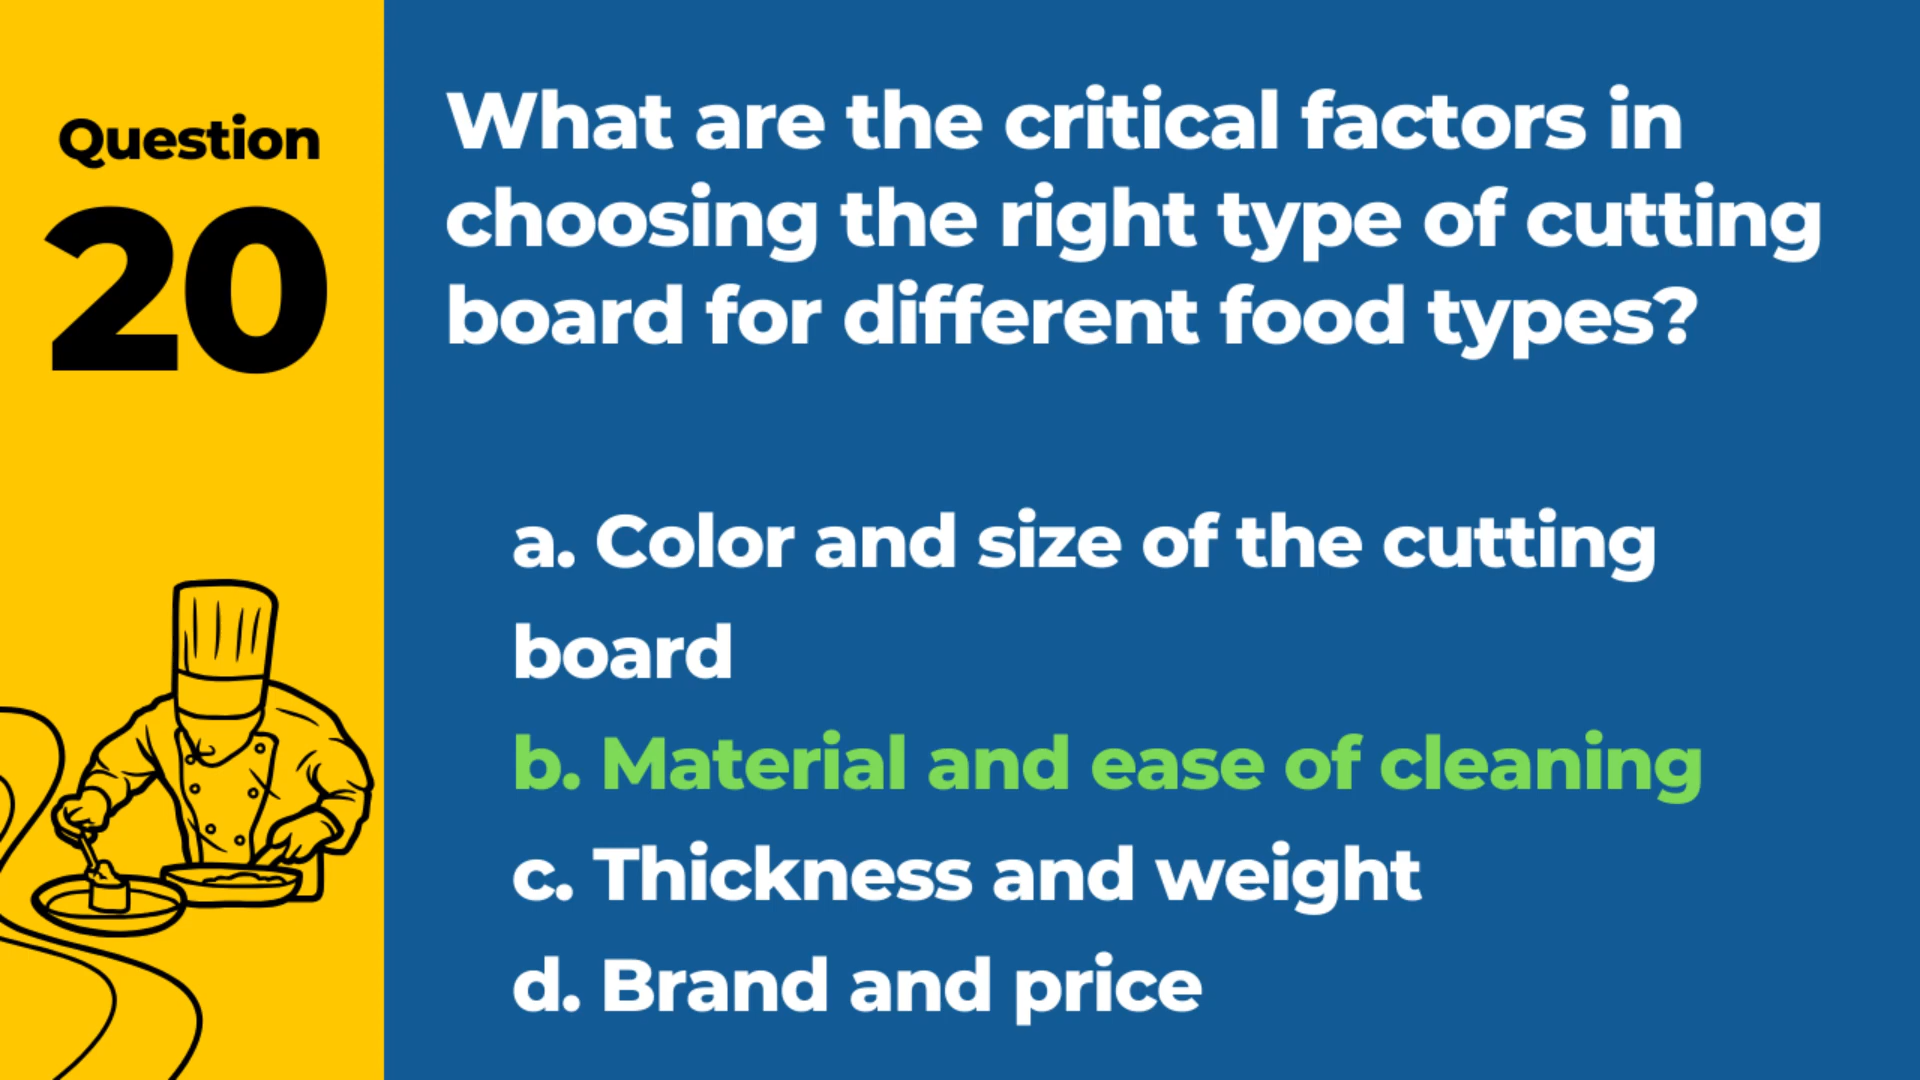 Question
20
What are the critical factors in
choosing the right type of cutting
board for different food types?
a. Color and size of the cutting
board
b. Material and ease of cleaning
c. Thickness and weight
d. Brand and price